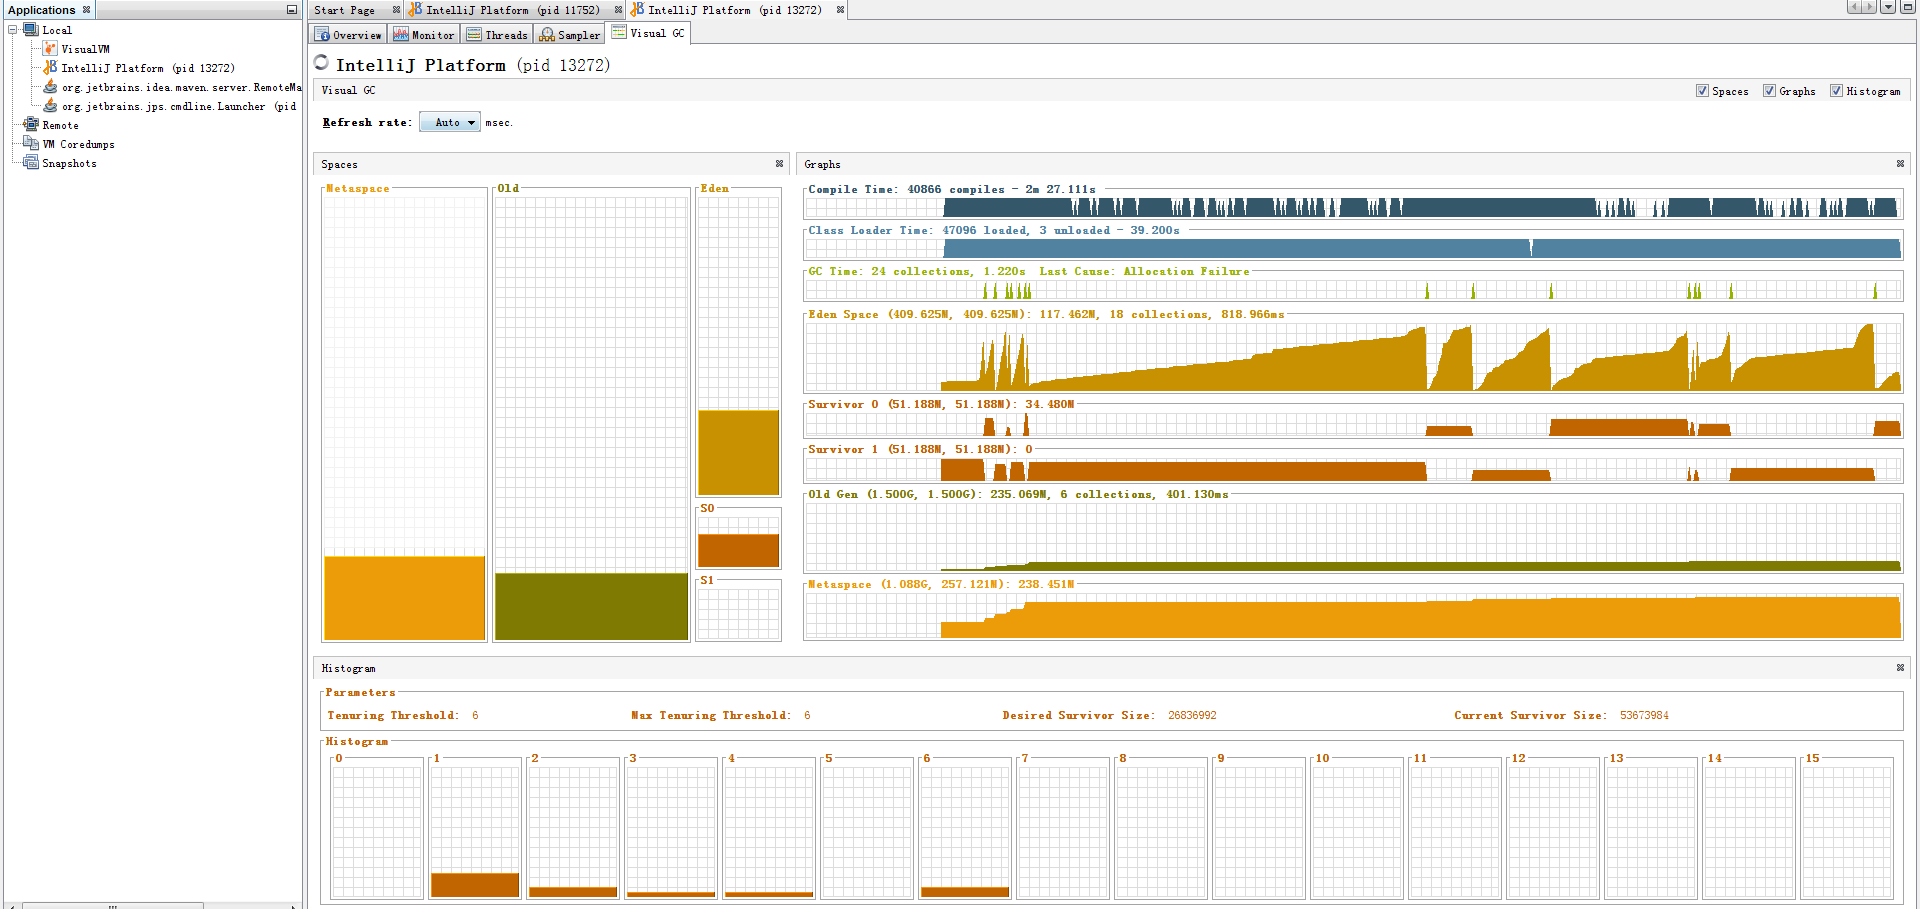 Applications
Local
VisualVM
IntelliJ Platform (pid 13272)
org.jetbrains.idea.maven.server.RemoteMa
org.jetbrains.jps.cmdline.Launcher (pid
Remote
VM Coredumps
Snapshots
Start Page
IntelliJ Platform (pid 11752)
IntelliJ Platform (pid 13272)
Overview
Monitor
Threads
Sampler
Visual GC
IntelliJ Platform (pid 13272)
Visual GC
Spaces
Graphs
Histogram
Refresh rate: Auto msec.
Spaces
Metaspace
Old
Eden
S0
S1
Graphs
Compile Time: 40866 compiles - 2m 27.111s
Class Loader Time: 47096 loaded, 3 unloaded - 39.200s
GC Time: 24 collections, 1.220s Last Cause: Allocation Failure
Eden Space (409.625M, 409.625M): 117.462M, 18 collections, 818.966ms
Survivor 0 (51.188M, 51.188M): 34.480M
Survivor 1 (51.188M, 51.188M): 0
Old Gen (1.500G, 1.500G): 235.069M, 6 collections, 401.130ms
Metaspace (1.088G, 257.121M): 238.451M
Histogram
Parameters
Tenuring Threshold: 6
Max Tenuring Threshold: 6
Desired Survivor Size: 26836992
Current Survivor Size: 53673984
Histogram
0
1
2
3
4
5
6
7
8
9
10
11
12
13
14
15